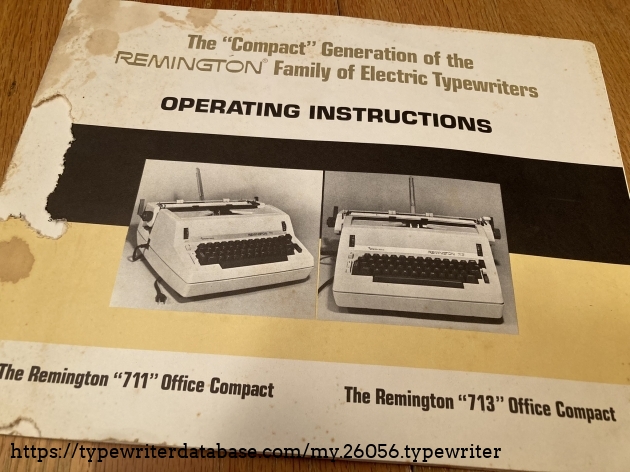 The "Compact" Generation of the
REMINGTON® Family of Electric Typewriters
OPERATING INSTRUCTIONS
The Remington "711" Office Compact
The Remington "713" Office Compact
https://typewriterdatabase.com/my.26056.typewriter